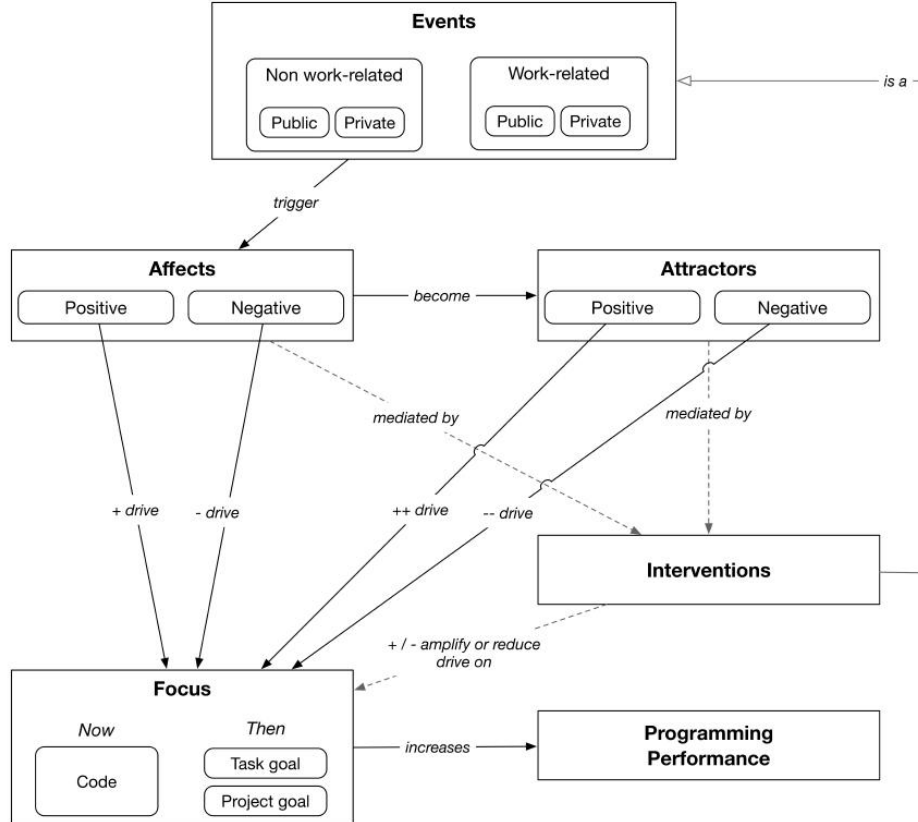 Events
Non work-related
Work-related
Public
Private
Public
Private
is a
trigger
Affects
Positive
Negative
become
Attractors
Positive
Negative
mediated by
mediated by
+ drive
- drive
++ drive
-- drive
Interventions
+ / - amplify or reduce
drive on
Focus
Now
Then
Code
Task goal
Project goal
increases
Programming
Performance